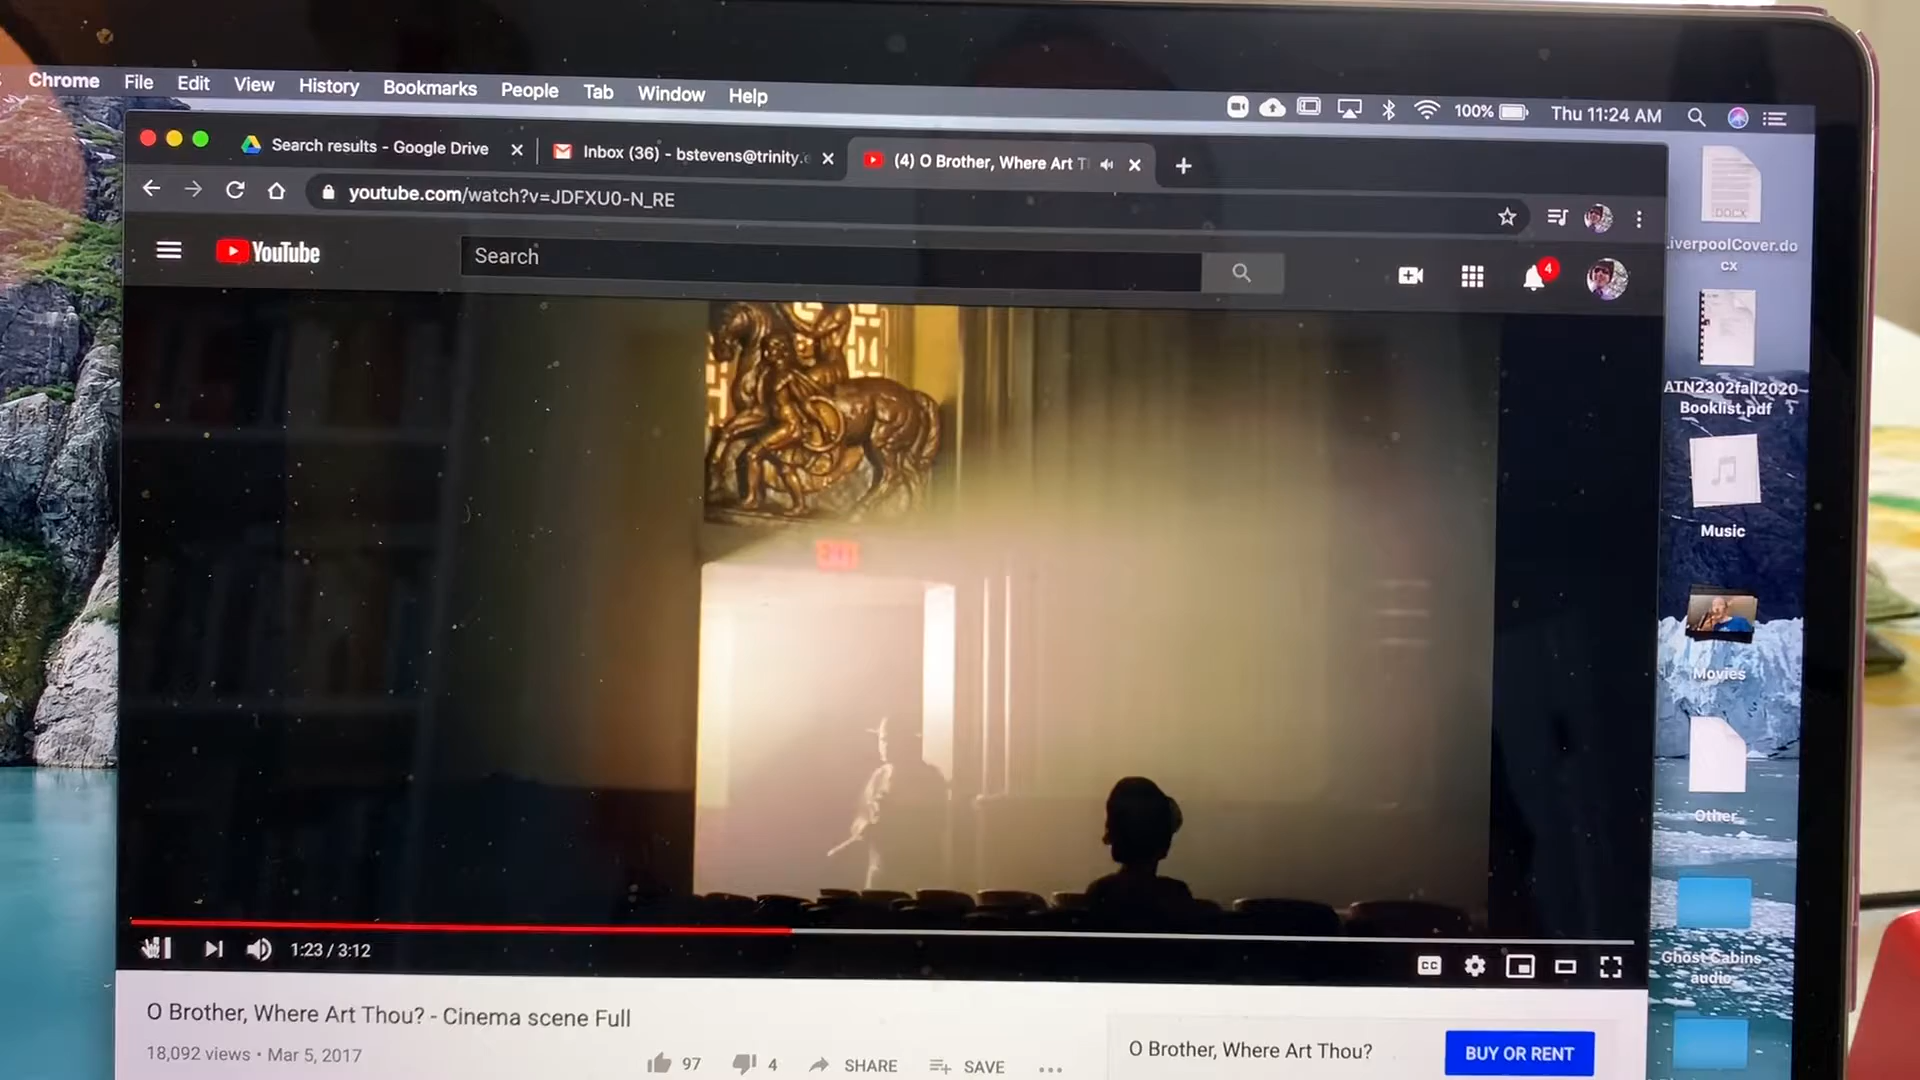 Chrome File Edit View History Bookmarks People Tab Window Help
100% Thu 11:24 AM
Search results - Google Drive
Inbox (36) - bstevens@trinity.
(4) O Brother, Where Art T
youtube.com/watch?v=JDFXU0-N_RE
YouTube
Search
4
DOCX
LiverpoolCover.do
cx
ATN2302fall2020
Booklist.pdf
Music
Movies
Other
Ghost Cabins
audio
1:23 / 3:12
CC
O Brother, Where Art Thou? - Cinema scene Full
18,092 views • Mar 5, 2017
97
4
SHARE
SAVE
O Brother, Where Art Thou?
BUY OR RENT